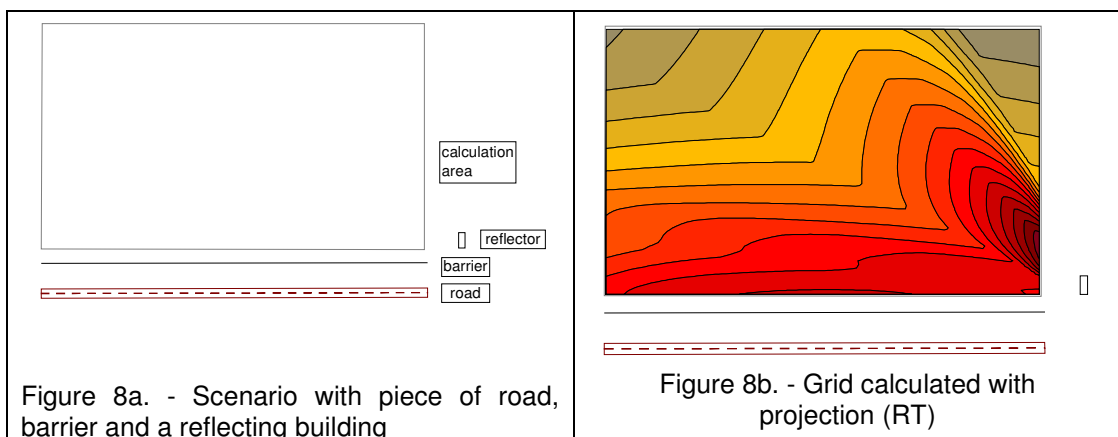 calculation
area
reflector
barrier
road
Figure 8a. - Scenario with piece of road,
barrier and a reflecting building
Figure 8b. - Grid calculated with
projection (RT)